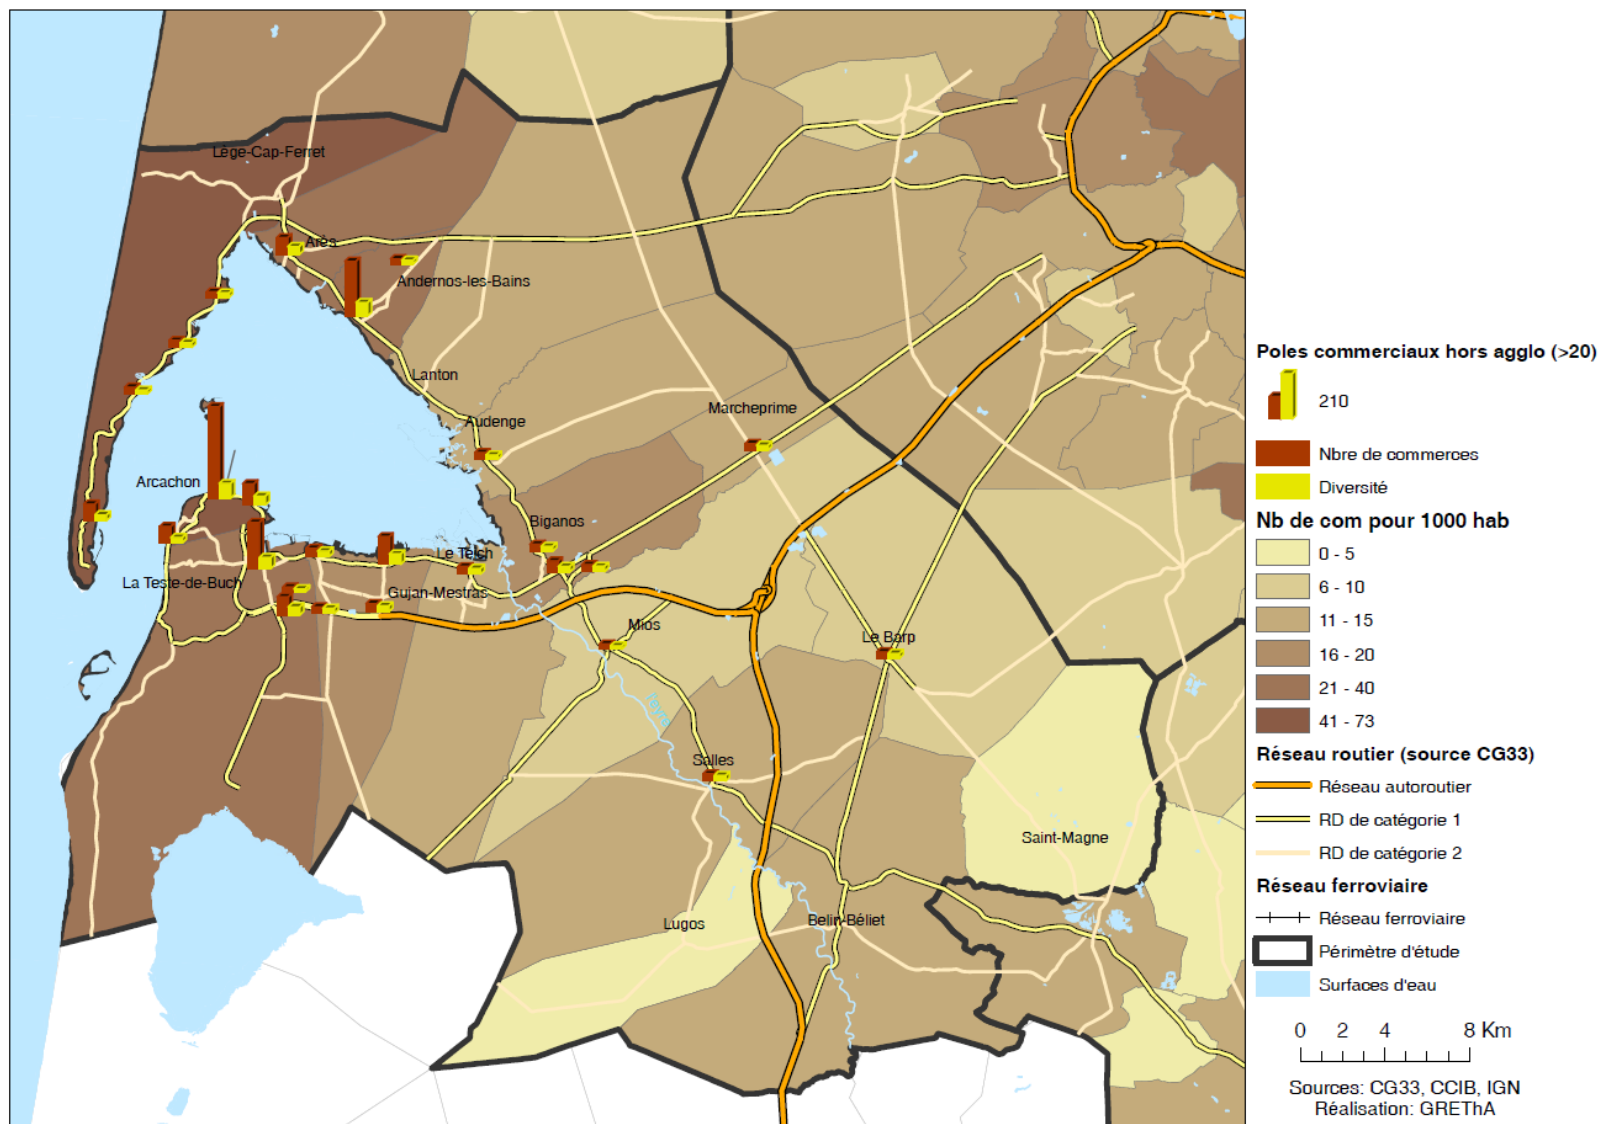 Lège-Cap-Ferret
Arès
Andernos-les-Bains
Lanton
Marcheprime
Audenge
Arcachon
Biganos
Le Teich
La Teste-de-Buch
Gujan-Mestras
Mios
Le Barp
l'eyre
Salles
Saint-Magne
Lugos
Belin-Béliet
Poles commerciaux hors agglo (>20)
210
Nbre de commerces
Diversité
Nb de com pour 1000 hab
0 - 5
6 - 10
11 - 15
16 - 20
21 - 40
41 - 73
Réseau routier (source CG33)
Réseau autoroutier
RD de catégorie 1
RD de catégorie 2
Réseau ferroviaire
Réseau ferroviaire
Périmètre d'étude
Surfaces d'eau
0 2 4 8 Km
Sources: CG33, CCIB, IGN
Réalisation: GREThA